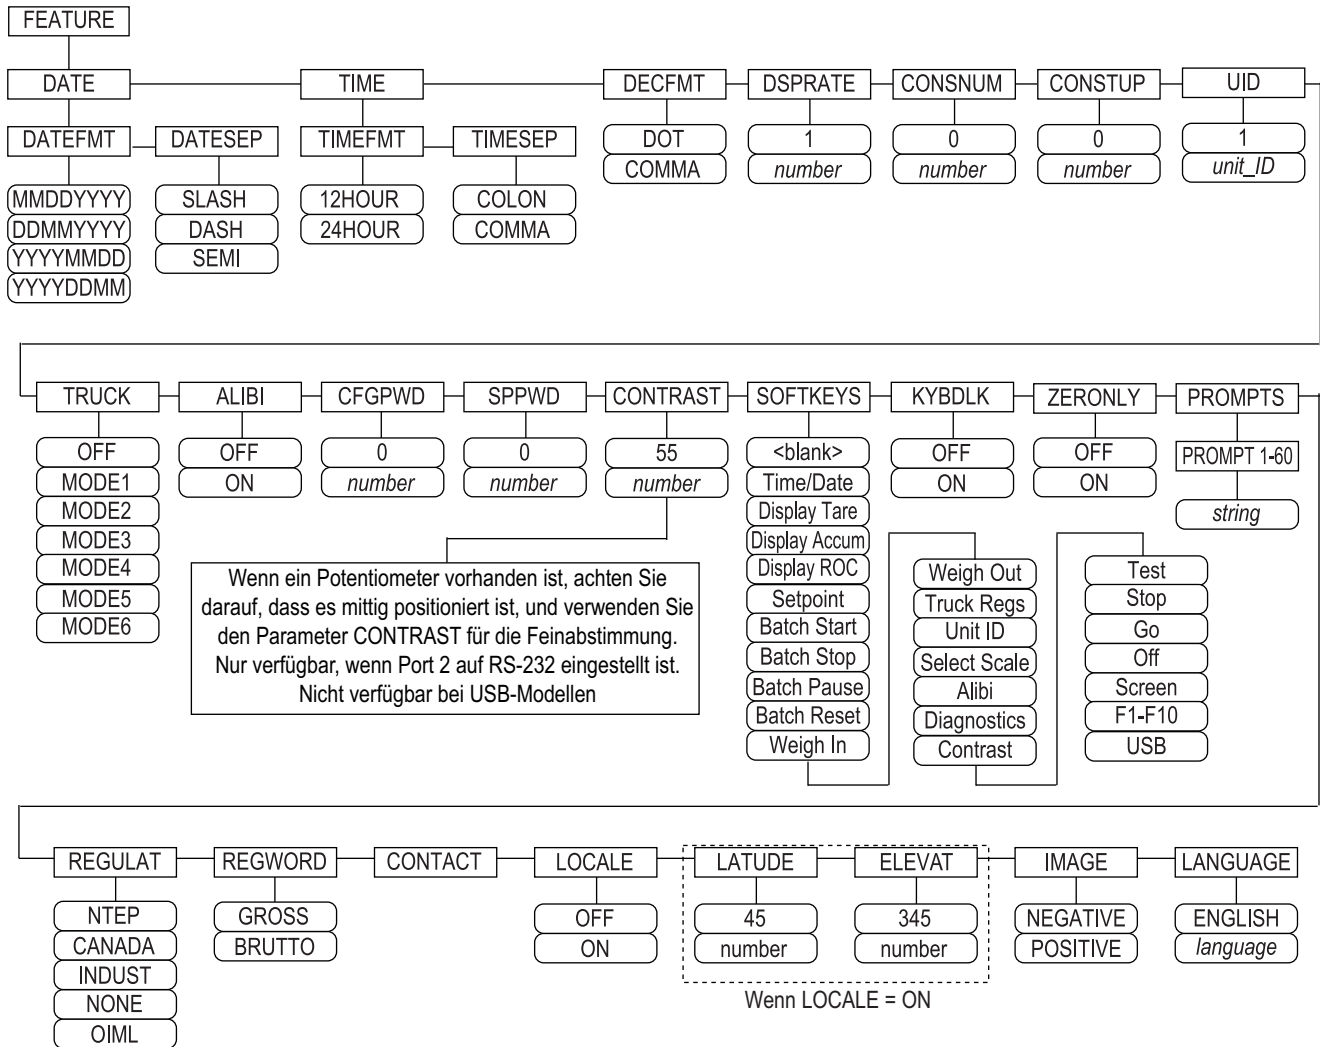 FEATURE
DATE
TIME
DECFMT
DSPRATE
CONSNUM
CONSTUP
UID
DATEFMT
DATESEP
TIMEFMT
TIMESEP
MMDDYYYY
DDMMYYYY
YYYYMMDD
YYYYDDMM
SLASH
DASH
SEMI
12HOUR
24HOUR
COLON
COMMA
DOT
COMMA
1
number
0
number
0
number
1
unit_ID
TRUCK
ALIBI
CFGPWD
SPPWD
CONTRAST
SOFTKEYS
KYBDLK
ZERONLY
PROMPTS
OFF
MODE1
MODE2
MODE3
MODE4
MODE5
MODE6
OFF
ON
0
number
0
number
55
number
Wenn ein Potentiometer vorhanden ist, achten Sie
darauf, dass es mittig positioniert ist, und verwenden Sie
den Parameter CONTRAST für die Feinabstimmung.
Nur verfügbar, wenn Port 2 auf RS-232 eingestellt ist.
Nicht verfügbar bei USB-Modellen
<blank>
Time/Date
Display Tare
Display Accum
Display ROC
Setpoint
Batch Start
Batch Stop
Batch Pause
Batch Reset
Weigh In
OFF
ON
Weigh Out
Truck Regs
Unit ID
Select Scale
Alibi
Diagnostics
Contrast
OFF
ON
Test
Stop
Go
Off
Screen
F1-F10
USB
PROMPT 1-60
string
REGULAT
REGWORD
CONTACT
LOCALE
LATUDE
ELEVAT
IMAGE
LANGUAGE
NTEP
CANADA
INDUST
NONE
OIML
GROSS
BRUTTO
OFF
ON
45
number
345
number
Wenn LOCALE = ON
NEGATIVE
POSITIVE
ENGLISH
language